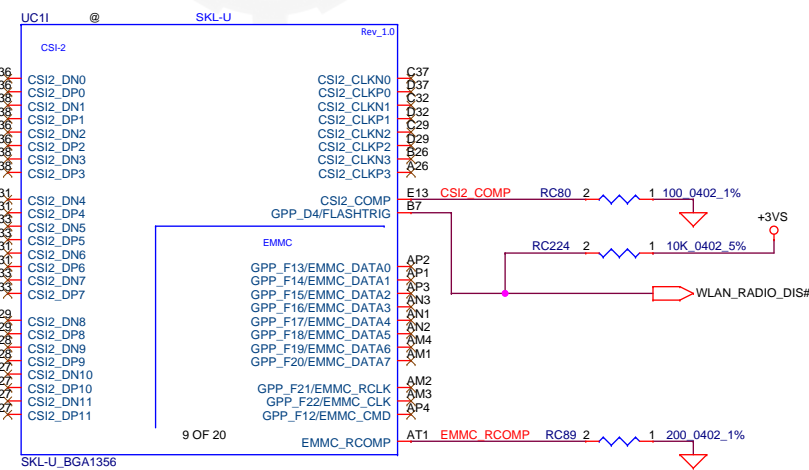 UC1I @ SKL-U
Rev_1.0
CSI-2
CSI2_DN0 CSI2_CLKN0 C37
CSI2_DP0 CSI2_CLKP0 D37
CSI2_DN1 CSI2_CLKN1 C32
CSI2_DP1 CSI2_CLKP1 D32
CSI2_DN2 CSI2_CLKN2 C29
CSI2_DP2 CSI2_CLKP2 D29
CSI2_DN3 CSI2_CLKN3 B26
CSI2_DP3 CSI2_CLKP3 A26
CSI2_DN4 CSI2_COMP E13 CSI2_COMP RC80 2 1 100_0402_1%
CSI2_DP4 GPP_D4/FLASHTRIG B7
+3VS
CSI2_DN5
CSI2_DP5 EMMC RC224 2 1 10K_0402_5%
CSI2_DN6
CSI2_DP6 GPP_F13/EMMC_DATA0 AP2
CSI2_DN7 GPP_F14/EMMC_DATA1 AP1
CSI2_DP7 GPP_F15/EMMC_DATA2 AP3 WLAN_RADIO_DIS#
GPP_F16/EMMC_DATA3 AN3
CSI2_DN8 GPP_F17/EMMC_DATA4 AN1
CSI2_DP8 GPP_F18/EMMC_DATA5 AN2
CSI2_DN9 GPP_F19/EMMC_DATA6 AM4
CSI2_DP9 GPP_F20/EMMC_DATA7 AM1
CSI2_DN10
CSI2_DP10 GPP_F21/EMMC_RCLK AM2
CSI2_DN11 GPP_F22/EMMC_CLK AM3
CSI2_DP11 GPP_F12/EMMC_CMD AP4
9 OF 20 EMMC_RCOMP AT1 EMMC_RCOMP RC89 2 1 200_0402_1%
SKL-U_BGA1356